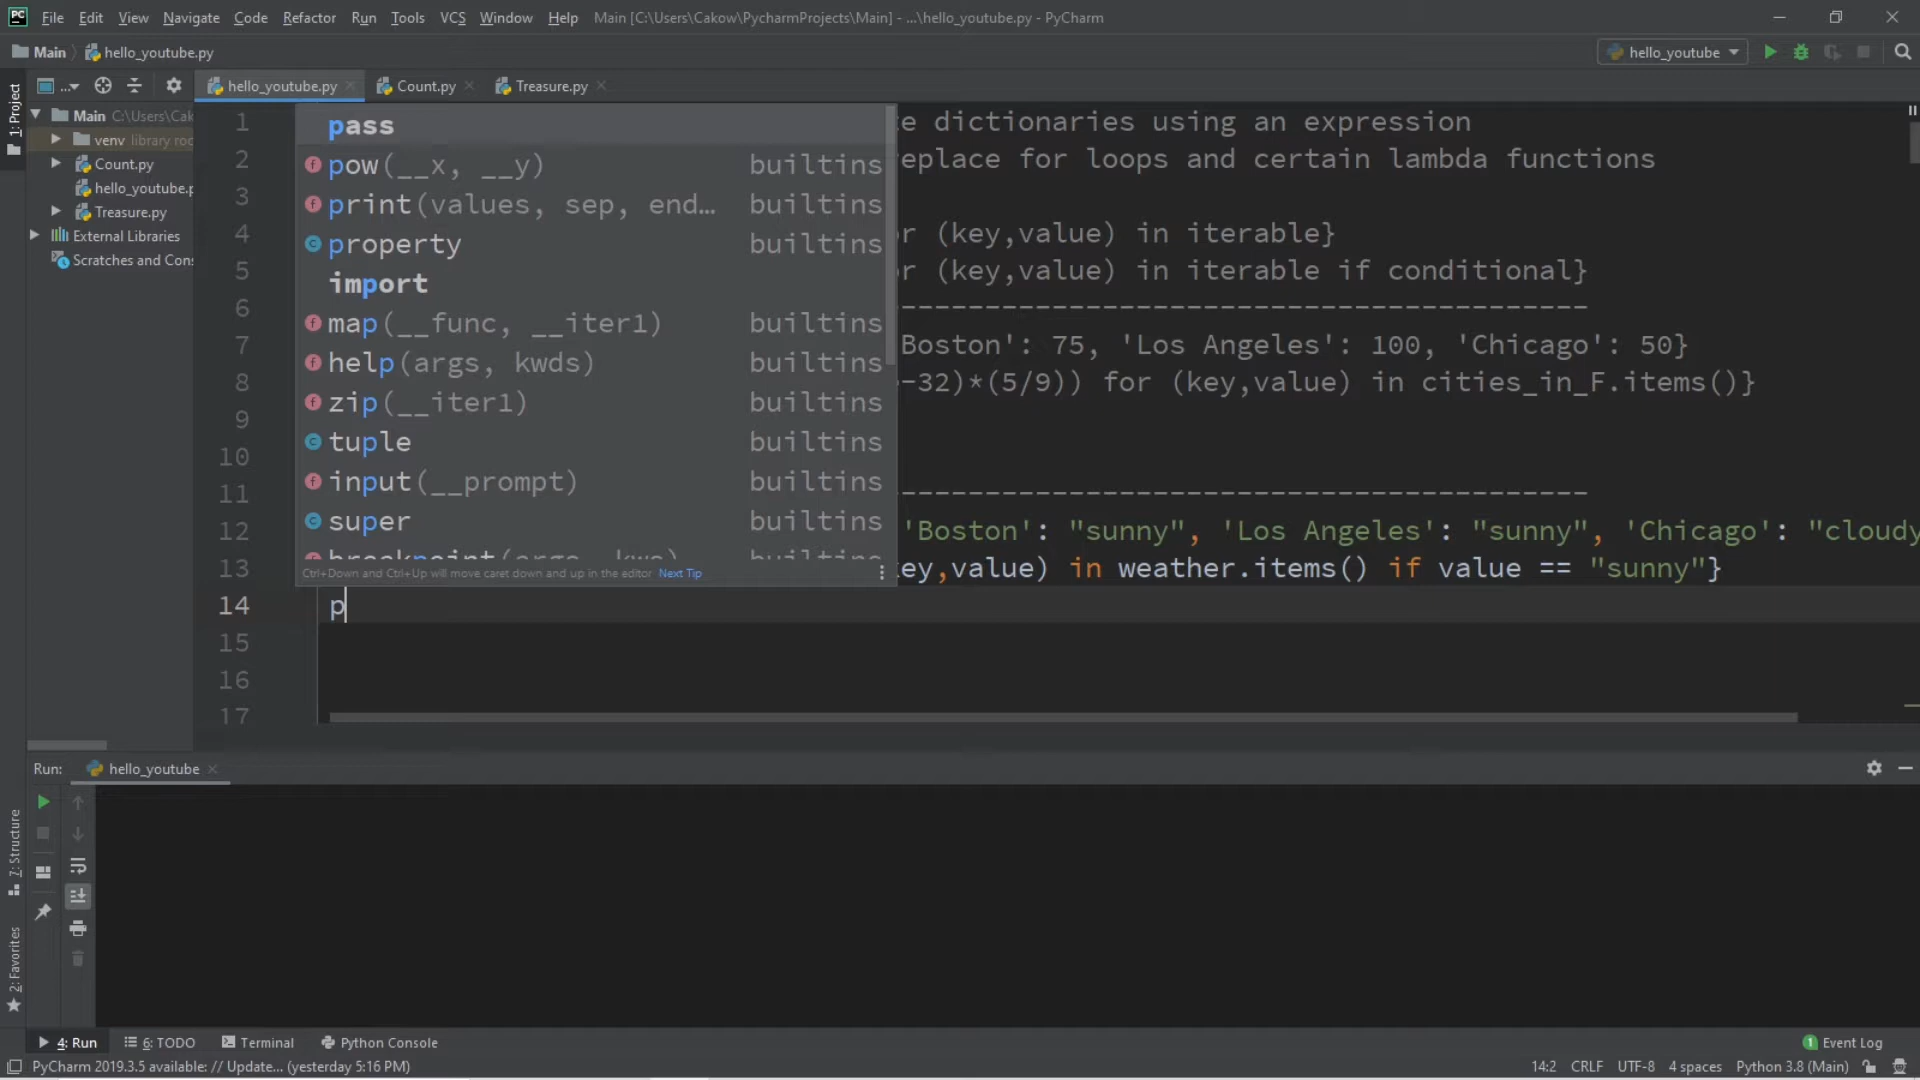 File Edit View Navigate Code Refactor Run Tools VCS Window Help Main [C:\Users\Cakow\PycharmProjects\Main] - ...\hello_youtube.py - PyCharm
Main hello_youtube.py hello_youtube
... hello_youtube.py Count.py Treasure.py
1: Project
Main C:\Users\Cak
venv library roo
Count.py
hello_youtube.p
Treasure.py
External Libraries
Scratches and Cons
1 e dictionaries using an expression
2 eplace for loops and certain lambda functions
3
4 r (key,value) in iterable}
5 r (key,value) in iterable if conditional}
6 -----------------------------------------
7 Boston': 75, 'Los Angeles': 100, 'Chicago': 50}
8 -32)*(5/9)) for (key,value) in cities_in_F.items()}
9
10
11 -----------------------------------------
12 'Boston': "sunny", 'Los Angeles': "sunny", 'Chicago': "cloudy
13 key,value) in weather.items() if value == "sunny"}
14 p
15
16
17
pass
pow(__x, __y) builtins
print(values, sep, end… builtins
property builtins
import
map(__func, __iter1) builtins
help(args, kwds) builtins
zip(__iter1) builtins
tuple builtins
input(__prompt) builtins
super builtins
breakpoint(args, kws) builtins
Ctrl+Down and Ctrl+Up will move caret down and up in the editor Next Tip
Run: hello_youtube
7: Structure
2: Favorites
4: Run 6: TODO Terminal Python Console 1 Event Log
PyCharm 2019.3.5 available: // Update... (yesterday 5:16 PM) 14:2 CRLF UTF-8 4 spaces Python 3.8 (Main)